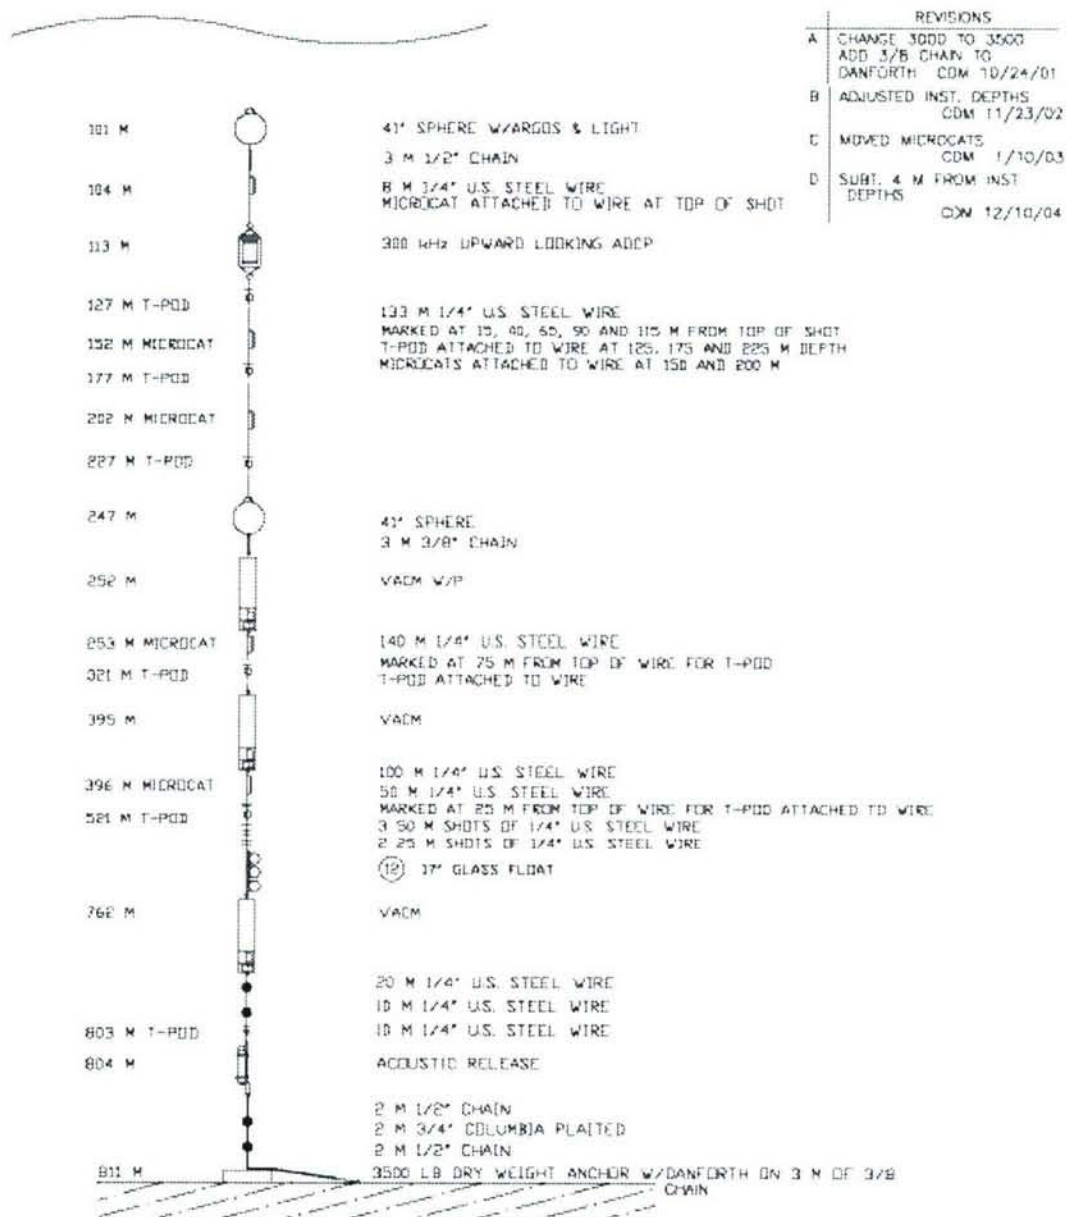 REVISIONS
A CHANGE 3000 TO 3500
ADD 3/8 CHAIN TO
DANFORTH CDM 10/24/01
B ADJUSTED INST. DEPTHS
CDM 11/23/02
C MOVED MICROCATS
CDM 1/10/03
D SUBT. 4 M FROM INST
DEPTHS
CDM 12/10/04
101 M 41" SPHERE W/ARGOS & LIGHT
3 M 1/2" CHAIN
104 M 8 M 1/4" U.S. STEEL WIRE
MICROCAT ATTACHED TO WIRE AT TOP OF SHOT
113 M 300 kHz UPWARD LOOKING ADCP
127 M T-POD 133 M 1/4" U.S. STEEL WIRE
MARKED AT 15, 40, 65, 90 AND 115 M FROM TOP OF SHOT
152 M MICROCAT T-POD ATTACHED TO WIRE AT 125, 175 AND 225 M DEPTH
MICROCATS ATTACHED TO WIRE AT 150 AND 200 M
177 M T-POD
202 M MICROCAT
227 M T-POD
247 M 41" SPHERE
3 M 3/8" CHAIN
252 M VACM W/P
253 M MICROCAT 140 M 1/4" U.S. STEEL WIRE
MARKED AT 75 M FROM TOP OF WIRE FOR T-POD
321 M T-POD T-POD ATTACHED TO WIRE
395 M VACM
100 M 1/4" U.S. STEEL WIRE
396 M MICROCAT 50 M 1/4" U.S. STEEL WIRE
MARKED AT 25 M FROM TOP OF WIRE FOR T-POD ATTACHED TO WIRE
521 M T-POD 3 50 M SHOTS OF 1/4" U.S. STEEL WIRE
2 25 M SHOTS OF 1/4" U.S. STEEL WIRE
12 17" GLASS FLOAT
762 M VACM
20 M 1/4" U.S. STEEL WIRE
10 M 1/4" U.S. STEEL WIRE
803 M T-POD 10 M 1/4" U.S. STEEL WIRE
804 M ACOUSTIC RELEASE
2 M 1/2" CHAIN
2 M 3/4" COLUMBIA PLAITED
2 M 1/2" CHAIN
811 M 3500 LB DRY WEIGHT ANCHOR W/DANFORTH ON 3 M OF 3/8
CHAIN